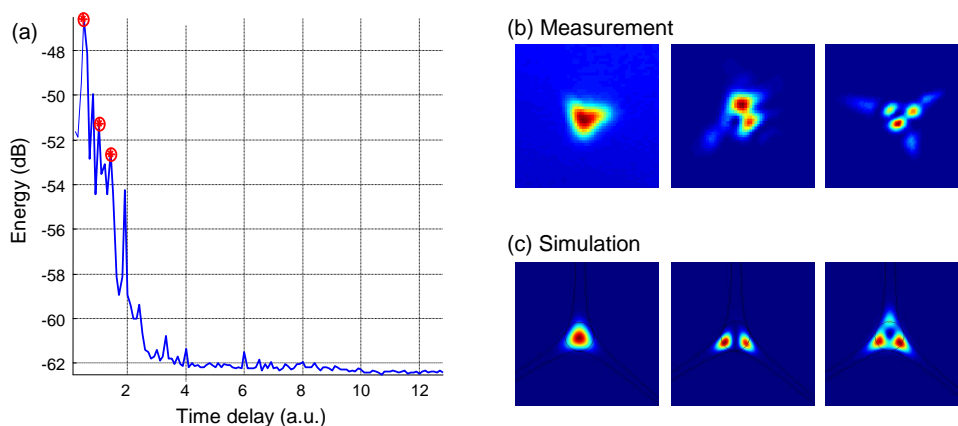 (a)
Energy (dB)
-48
-50
-52
-54
-56
-58
-60
-62
2
4
6
8
10
12
Time delay (a.u.)
(b) Measurement
(c) Simulation